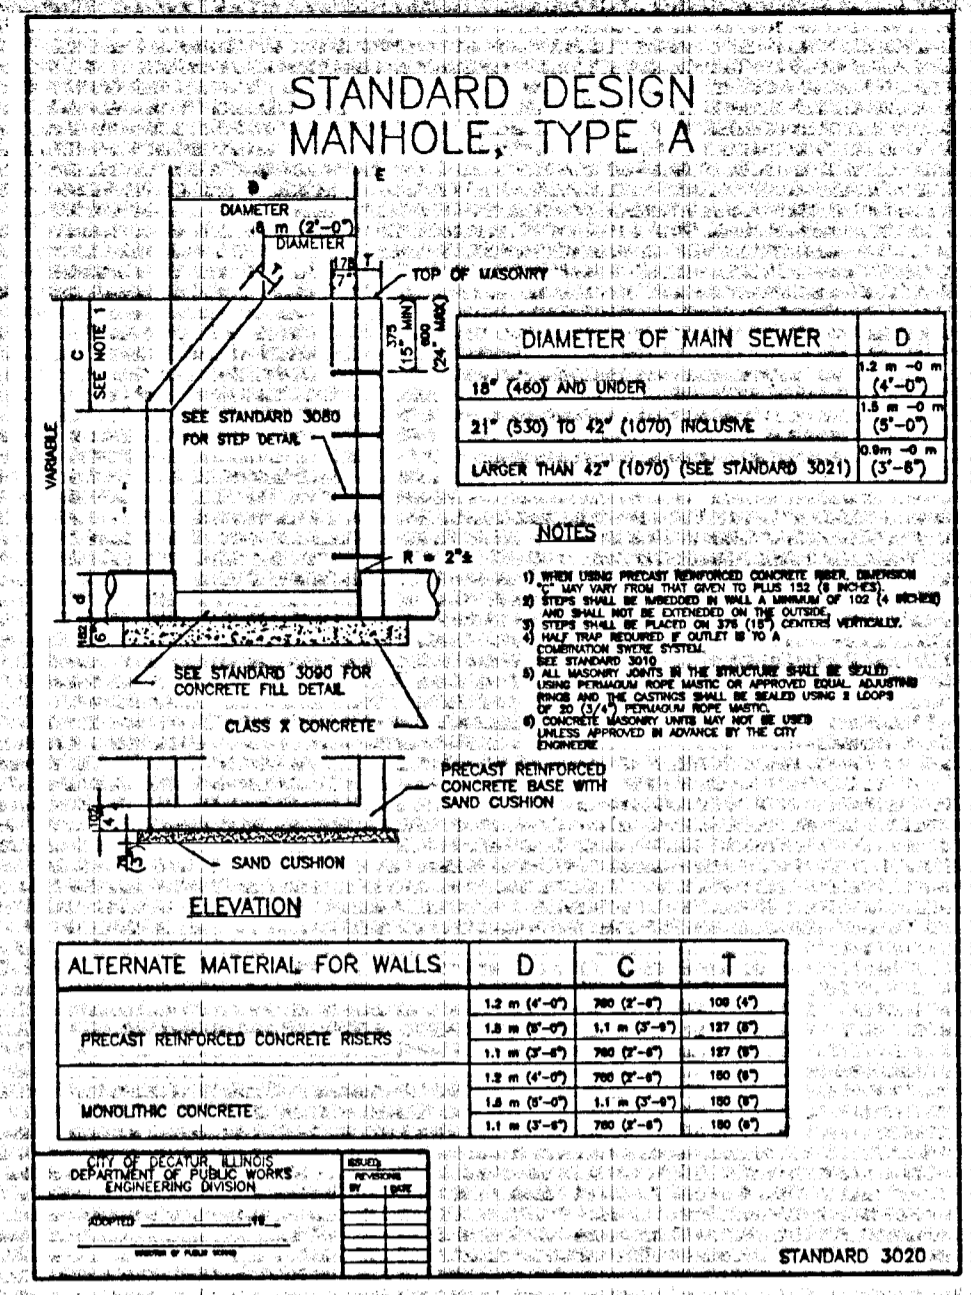 STANDARD DESIGN
MANHOLE, TYPE A
D
E
DIAMETER
.6 m (2'-0")
DIAMETER
178
7"
T
T
TOP OF MASONRY
375
(15" MIN)
600
(24" MAX)
C
SEE NOTE 1
VARIABLE
SEE STANDARD 3080
FOR STEP DETAIL
R = 2"±
d
6"
SEE STANDARD 3090 FOR
CONCRETE FILL DETAIL
CLASS X CONCRETE
PRECAST REINFORCED
CONCRETE BASE WITH
SAND CUSHION
102
4"
(3")
SAND CUSHION
ELEVATION
DIAMETER OF MAIN SEWER D
18" (460) AND UNDER 1.2 m -0 m (4'-0")
21" (530) TO 42" (1070) INCLUSIVE 1.5 m -0 m (5'-0")
LARGER THAN 42" (1070) (SEE STANDARD 3021) 0.9m -0 m (3'-6")
NOTES
1) WHEN USING PRECAST REINFORCED CONCRETE RISER, DIMENSION
"C" MAY VARY FROM THAT GIVEN TO PLUS 152 (6 INCHES).
2) STEPS SHALL BE IMBEDDED IN WALL A MINIMUM OF 102 (4 INCHES)
AND SHALL NOT BE EXTENEDED ON THE OUTSIDE.
3) STEPS SHALL BE PLACED ON 375 (15") CENTERS VERTICALLY.
4) HALF TRAP REQUIRED IF OUTLET IS TO A
COMBINATION SWERE SYSTEM.
SEE STANDARD 3010
5) ALL MASONRY JOINTS IN THE STRUCTURE SHALL BE SEALED
USING PERMAGUM ROPE MASTIC OR APPROVED EQUAL. ADJUSTING
RINGS AND THE CASTINGS SHALL BE SEALED USING 2 LOOPS
OF 20 (3/4") PERMAGUM ROPE MASTIC.
6) CONCRETE MASONRY UNITS MAY NOT BE USED
UNLESS APPROVED IN ADVANCE BY THE CITY
ENGINEERE
ALTERNATE MATERIAL FOR WALLS D C T
PRECAST REINFORCED CONCRETE RISERS
1.2 m (4'-0") 760 (2'-6") 100 (4")
1.5 m (5'-0") 1.1 m (3'-6") 127 (5")
1.1 m (3'-6") 760 (2'-6") 127 (5")
MONOLITHIC CONCRETE
1.2 m (4'-0") 760 (2'-6") 150 (6")
1.5 m (5'-0") 1.1 m (3'-6") 150 (6")
1.1 m (3'-6") 760 (2'-6") 150 (6")
CITY OF DECATUR, ILLINOIS
DEPARTMENT OF PUBLIC WORKS
ENGINEERING DIVISION
ADOPTED 19
DIRECTOR OF PUBLIC WORKS
ISSUED:
REVISIONS
BY DATE
STANDARD 3020